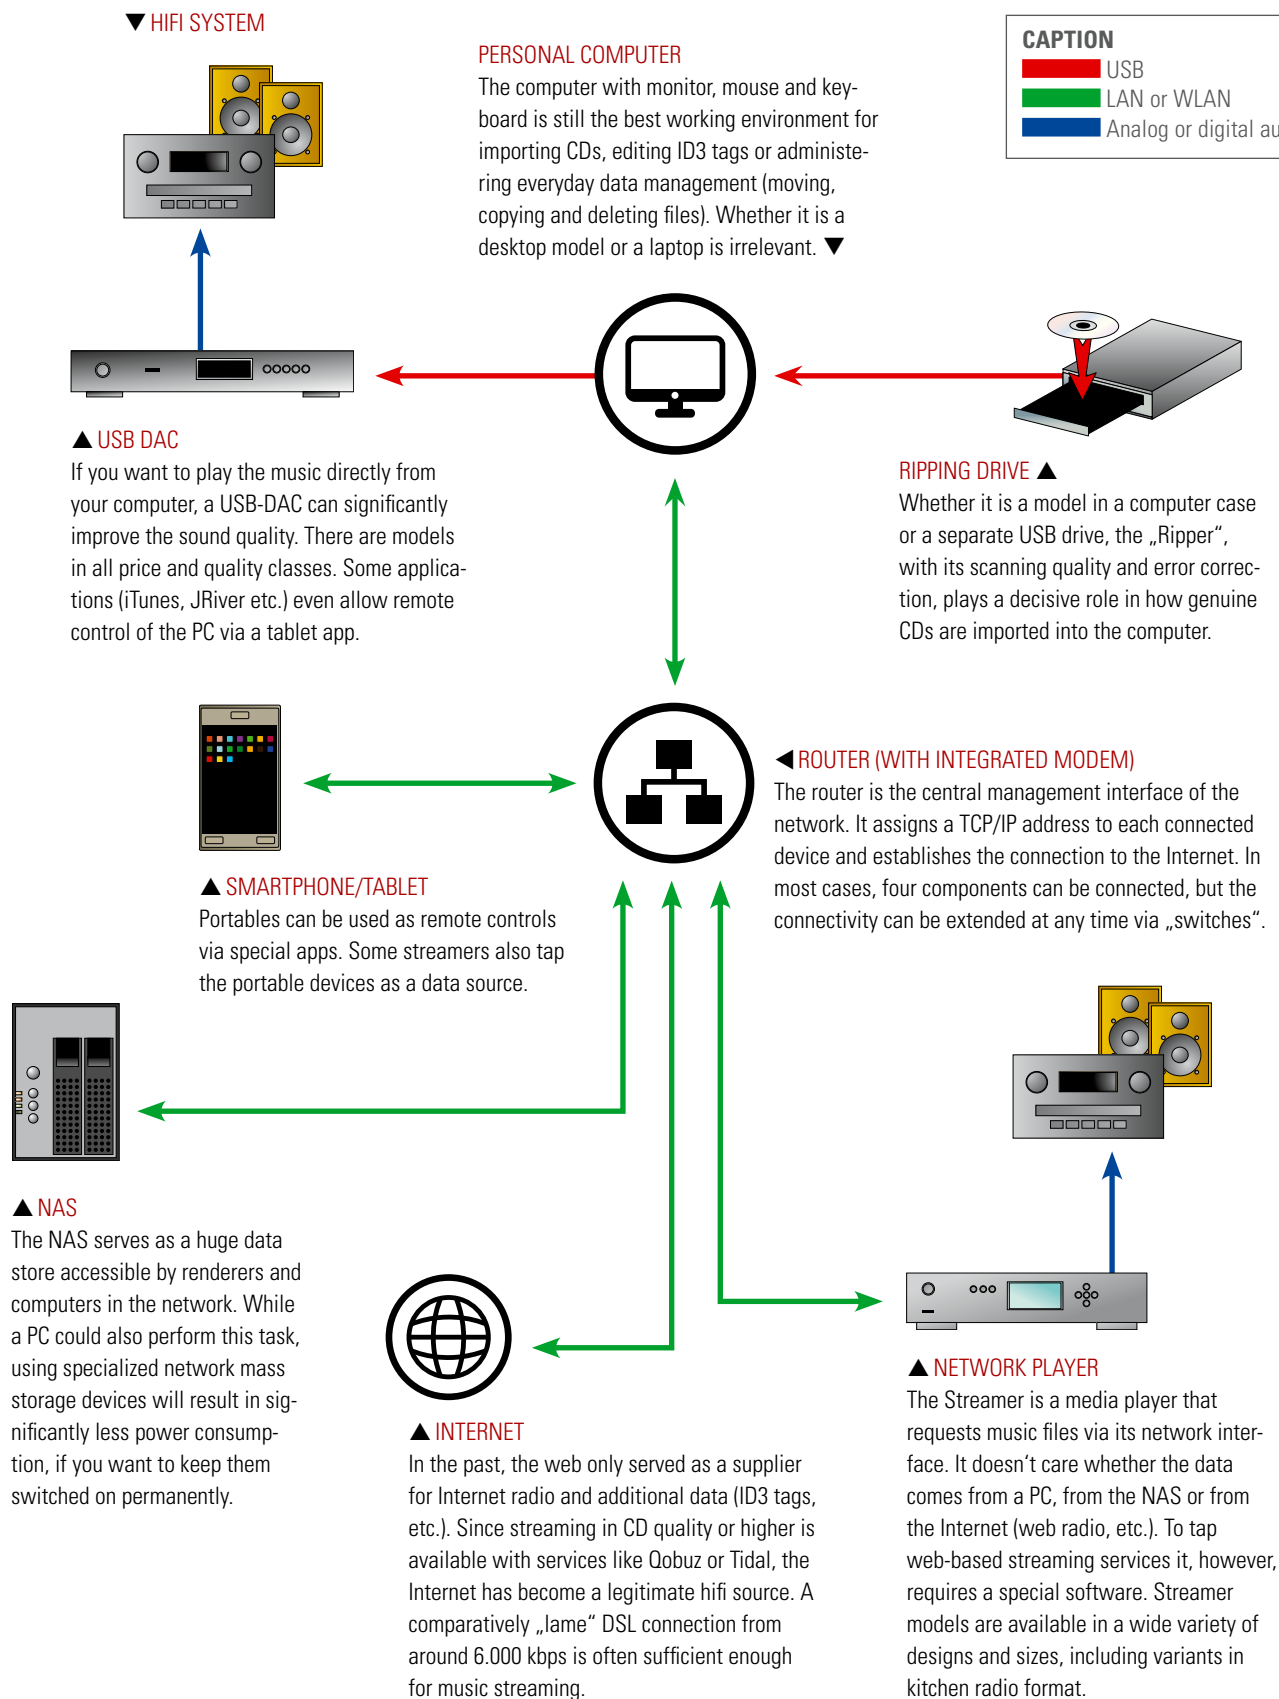 ▼ HIFI SYSTEM
PERSONAL COMPUTER
The computer with monitor, mouse and key-
board is still the best working environment for
importing CDs, editing ID3 tags or administe-
ring everyday data management (moving,
copying and deleting files). Whether it is a
desktop model or a laptop is irrelevant. ▼
CAPTION
USB
LAN or WLAN
Analog or digital au
▲ USB DAC
If you want to play the music directly from
your computer, a USB-DAC can significantly
improve the sound quality. There are models
in all price and quality classes. Some applica-
tions (iTunes, JRiver etc.) even allow remote
control of the PC via a tablet app.
RIPPING DRIVE ▲
Whether it is a model in a computer case
or a separate USB drive, the „Ripper“,
with its scanning quality and error correc-
tion, plays a decisive role in how genuine
CDs are imported into the computer.
◀ ROUTER (WITH INTEGRATED MODEM)
The router is the central management interface of the
network. It assigns a TCP/IP address to each connected
device and establishes the connection to the Internet. In
most cases, four components can be connected, but the
connectivity can be extended at any time via „switches“.
▲ SMARTPHONE/TABLET
Portables can be used as remote controls
via special apps. Some streamers also tap
the portable devices as a data source.
▲ NAS
The NAS serves as a huge data
store accessible by renderers and
computers in the network. While
a PC could also perform this task,
using specialized network mass
storage devices will result in sig-
nificantly less power consump-
tion, if you want to keep them
switched on permanently.
▲ INTERNET
In the past, the web only served as a supplier
for Internet radio and additional data (ID3 tags,
etc.). Since streaming in CD quality or higher is
available with services like Qobuz or Tidal, the
Internet has become a legitimate hifi source. A
comparatively „lame“ DSL connection from
around 6.000 kbps is often sufficient enough
for music streaming.
▲ NETWORK PLAYER
The Streamer is a media player that
requests music files via its network inter-
face. It doesn‘t care whether the data
comes from a PC, from the NAS or from
the Internet (web radio, etc.). To tap
web-based streaming services it, however,
requires a special software. Streamer
models are available in a wide variety of
designs and sizes, including variants in
kitchen radio format.